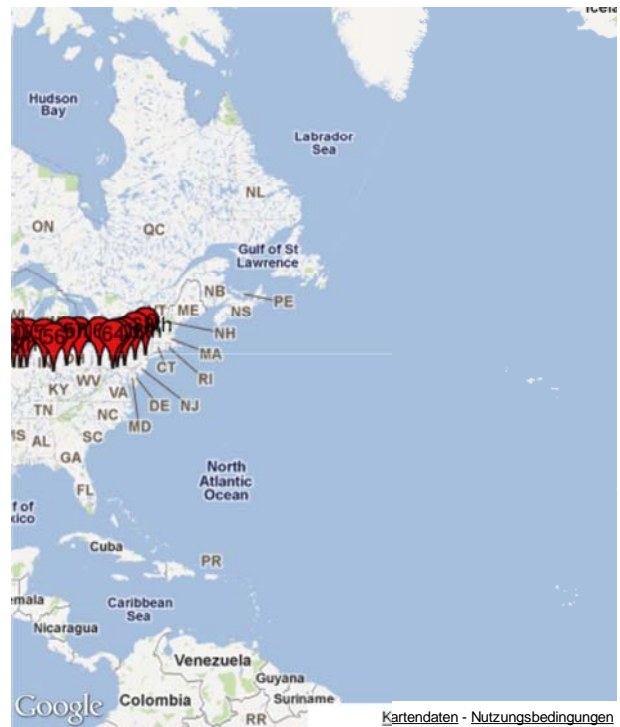 Hudson
Bay
Labrador
Sea
NL
ON
QC
Gulf of St
Lawrence
NB
PE
ME
NS
NH
MA
CT
RI
56
64
WV
KY
VA
NJ
DE
TN
NC
MD
AL
SC
GA
North
Atlantic
Ocean
FL
Cuba
PR
Caribbean
Sea
Nicaragua
Venezuela
Guyana
Colombia
Suriname
RR
Google
Kartendaten - Nutzungsbedingungen